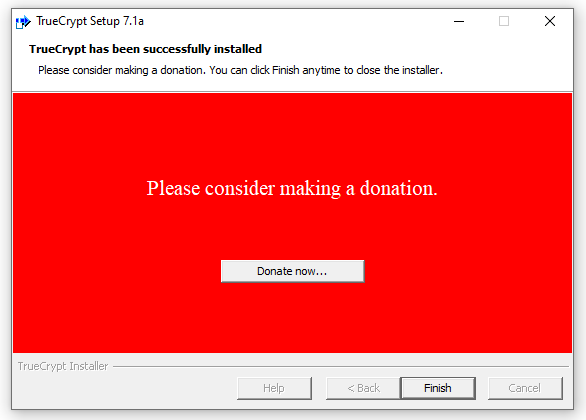 TrueCrypt Setup 7.1a
TrueCrypt has been successfully installed
Please consider making a donation. You can click Finish anytime to close the installer.
Please consider making a donation.
Donate now...
TrueCrypt Installer
Help
< Back
Finish
Cancel